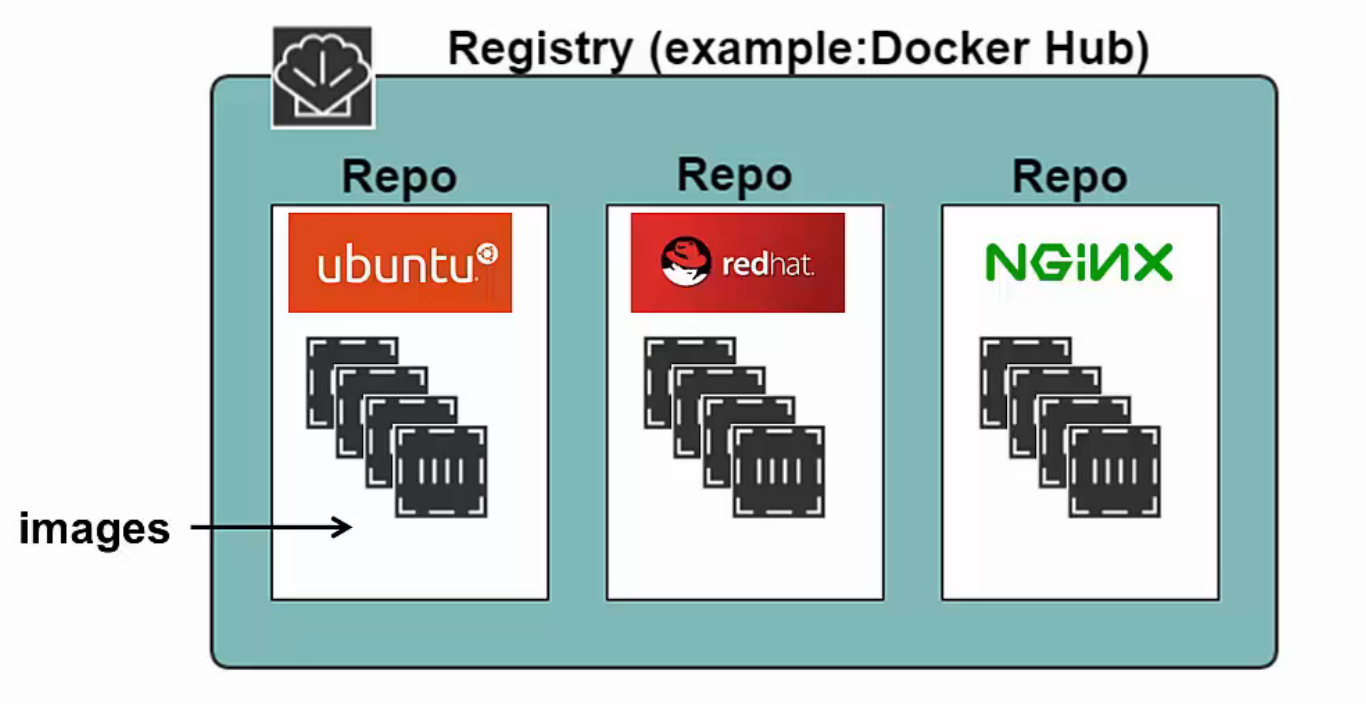 Registry (example:Docker Hub)
Repo
Repo
Repo
ubuntu
redhat.
NGINX
images